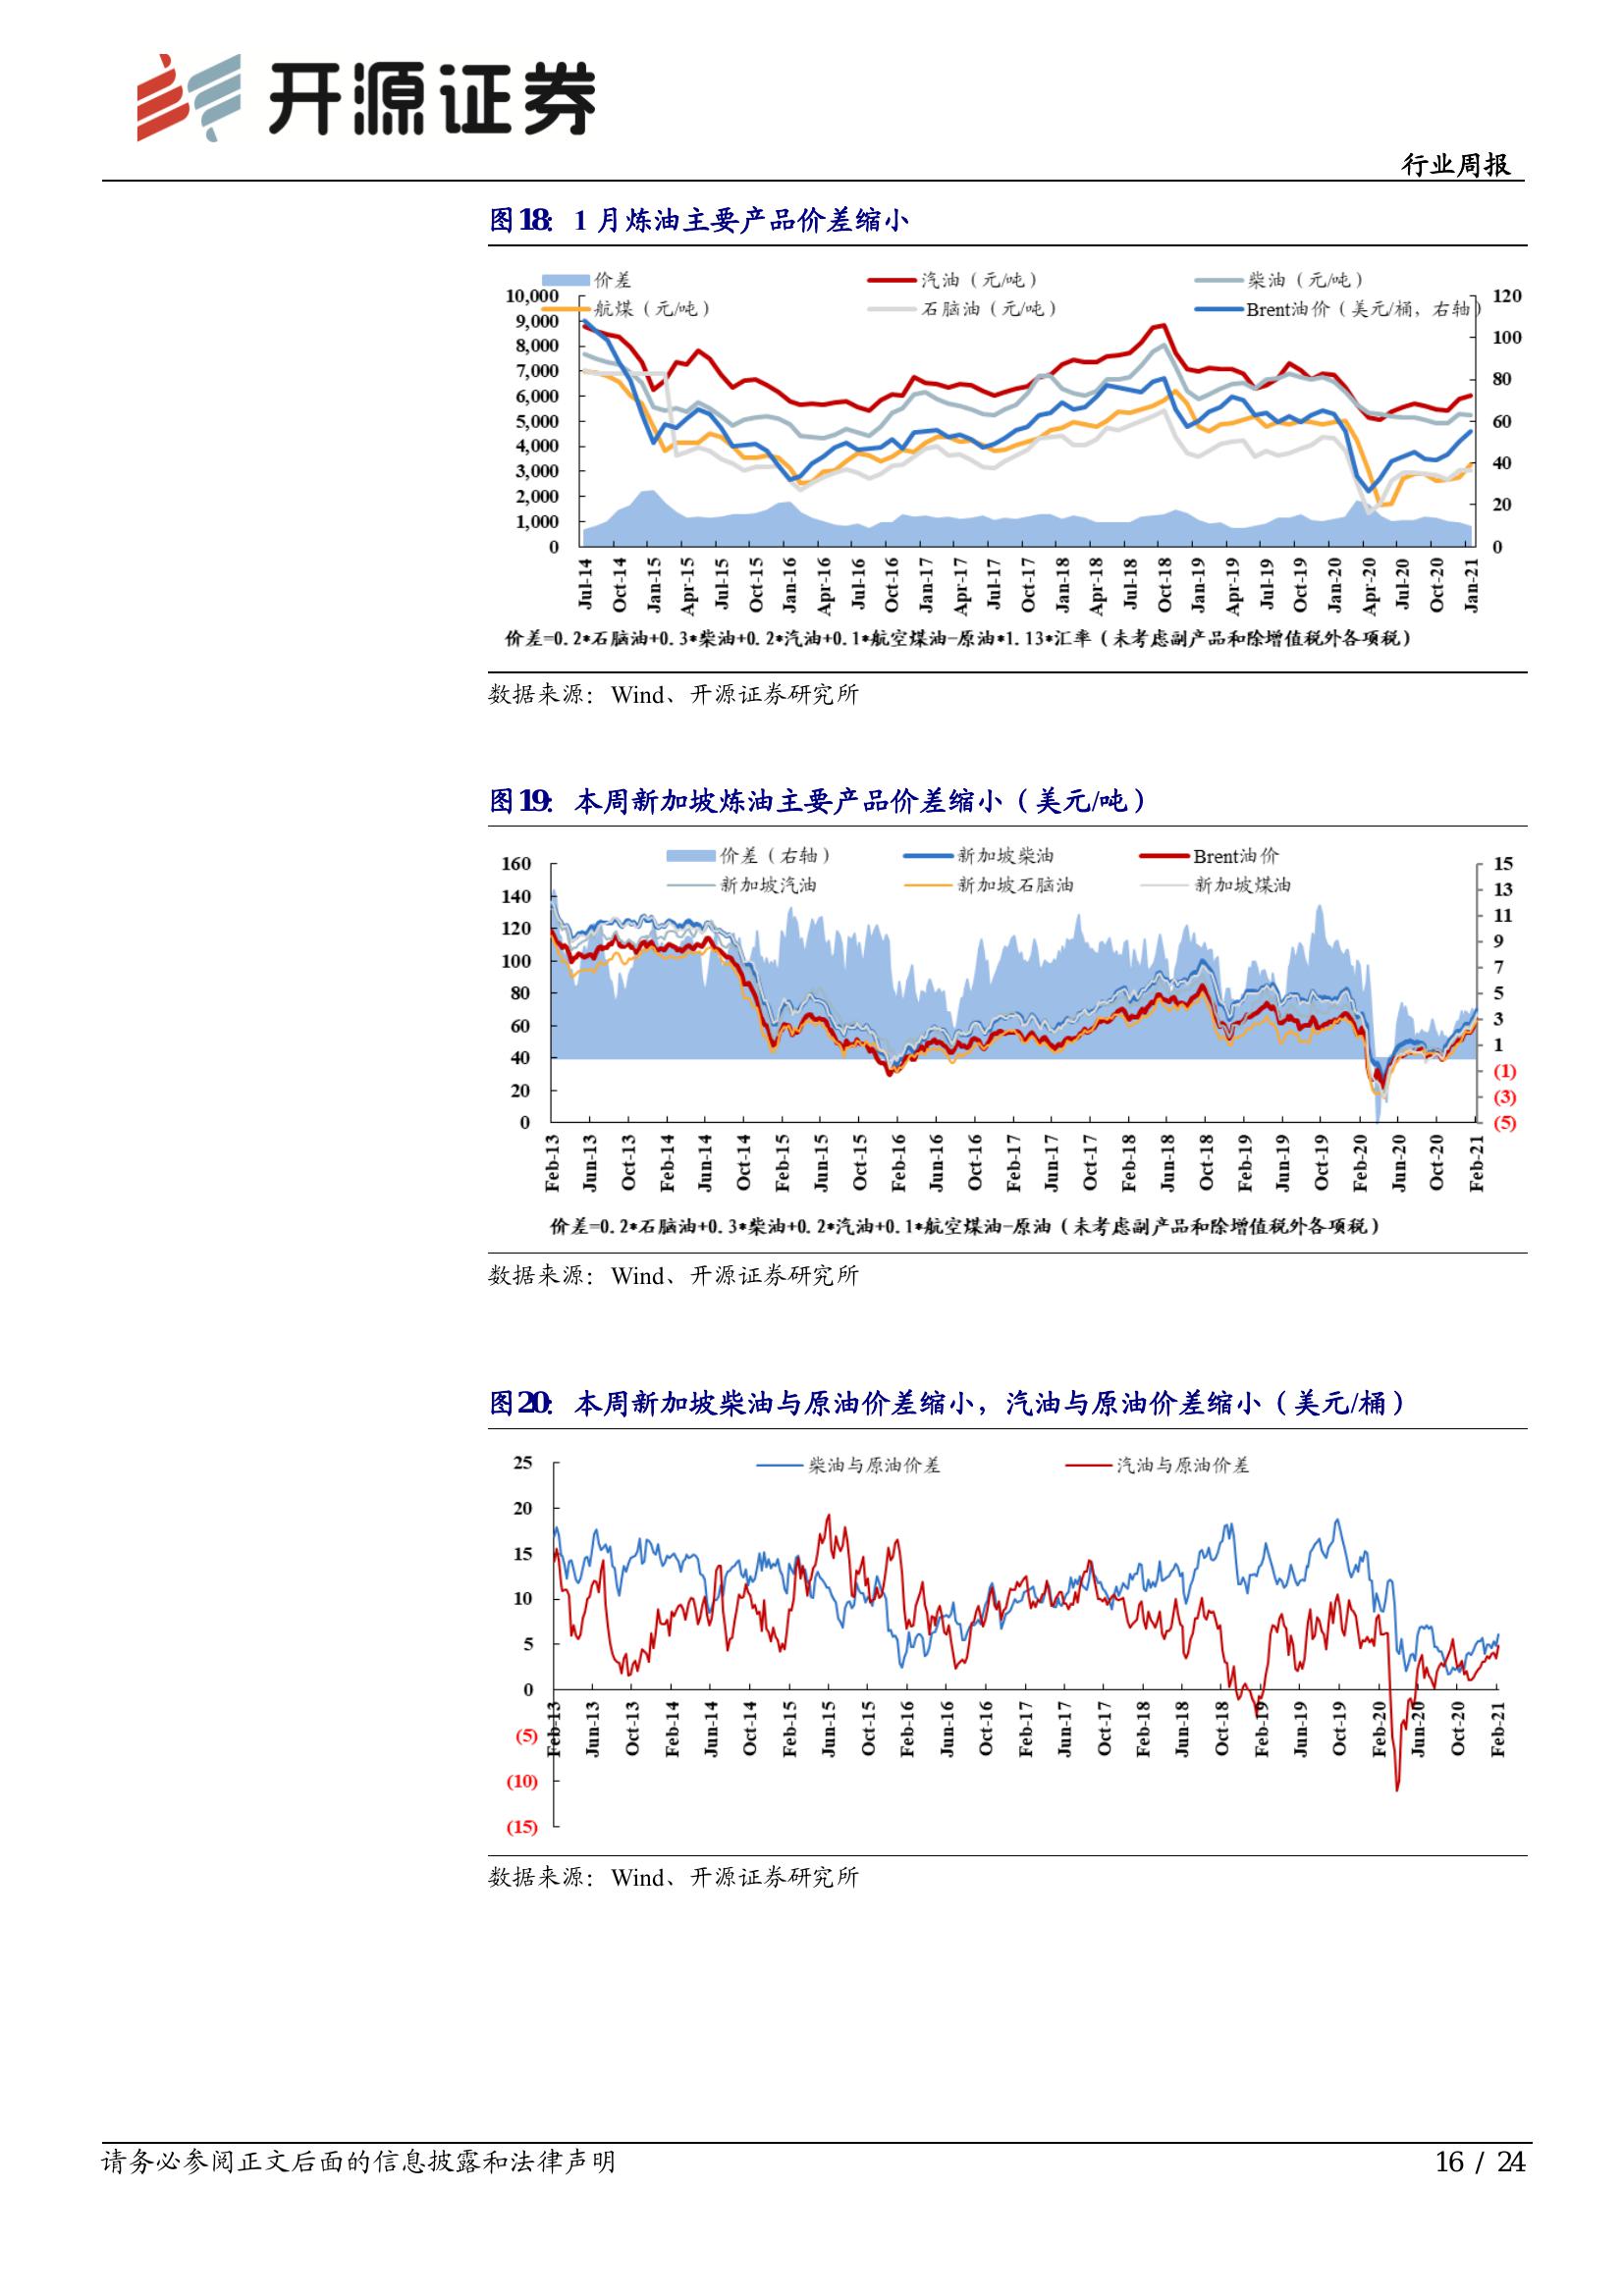 开源证券
行业周报
图18: 1 月炼油主要产品价差缩小
价差 汽油（元/吨） 柴油（元/吨）
航煤（元/吨） 石脑油（元/吨） Brent油价（美元/桶，右轴）
10,000
9,000
8,000
7,000
6,000
5,000
4,000
3,000
2,000
1,000
0
120
100
80
60
40
20
0
Jul-14 Oct-14 Jan-15 Apr-15 Jul-15 Oct-15 Jan-16 Apr-16 Jul-16 Oct-16 Jan-17 Apr-17 Jul-17 Oct-17 Jan-18 Apr-18 Jul-18 Oct-18 Jan-19 Apr-19 Jul-19 Oct-19 Jan-20 Apr-20 Jul-20 Oct-20 Jan-21
价差=0.2*石脑油+0.3*柴油+0.2*汽油+0.1*航空煤油-原油*1.13*汇率（未考虑副产品和除增值税外各项税）
数据来源：Wind、开源证券研究所
图19: 本周新加坡炼油主要产品价差缩小（美元/吨）
价差（右轴） 新加坡柴油 Brent油价
新加坡汽油 新加坡石脑油 新加坡煤油
160
140
120
100
80
60
40
20
0
15
13
11
9
7
5
3
1
(1)
(3)
(5)
Feb-13 Jun-13 Oct-13 Feb-14 Jun-14 Oct-14 Feb-15 Jun-15 Oct-15 Feb-16 Jun-16 Oct-16 Feb-17 Jun-17 Oct-17 Feb-18 Jun-18 Oct-18 Feb-19 Jun-19 Oct-19 Feb-20 Jun-20 Oct-20 Feb-21
价差=0.2*石脑油+0.3*柴油+0.2*汽油+0.1*航空煤油-原油（未考虑副产品和除增值税外各项税）
数据来源：Wind、开源证券研究所
图20: 本周新加坡柴油与原油价差缩小，汽油与原油价差缩小（美元/桶）
柴油与原油价差 汽油与原油价差
25
20
15
10
5
0
(5)
(10)
(15)
Feb-13 Jun-13 Oct-13 Feb-14 Jun-14 Oct-14 Feb-15 Jun-15 Oct-15 Feb-16 Jun-16 Oct-16 Feb-17 Jun-17 Oct-17 Feb-18 Jun-18 Oct-18 Feb-19 Jun-19 Oct-19 Feb-20 Jun-20 Oct-20 Feb-21
数据来源：Wind、开源证券研究所
请务必参阅正文后面的信息披露和法律声明
16 / 24